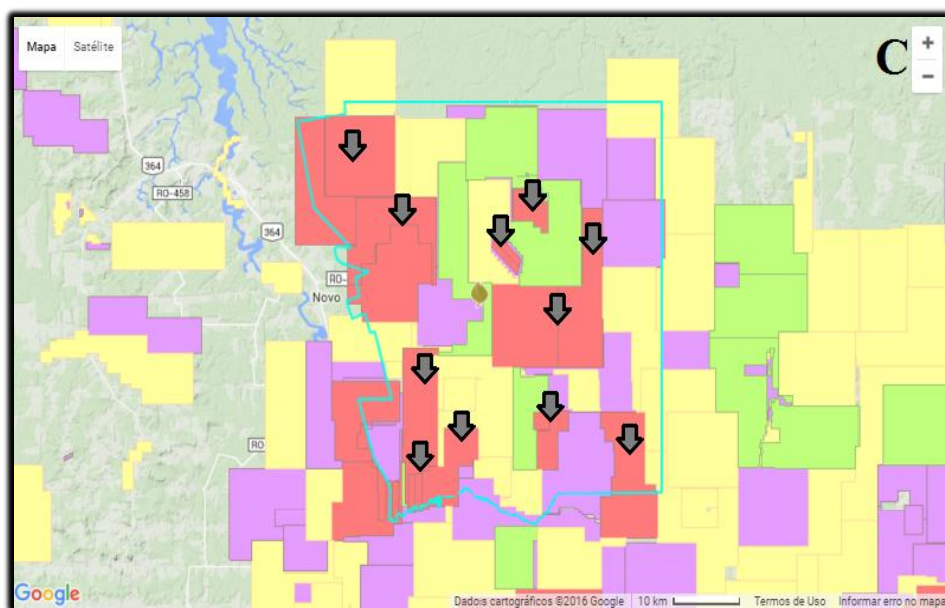 Mapa Satélite
C
+
−
364
RO-458
364
RO-
Novo
RO-
Google
Dadois cartográficos ©2016 Google 10 km Termos de Uso Informar erro no mapa